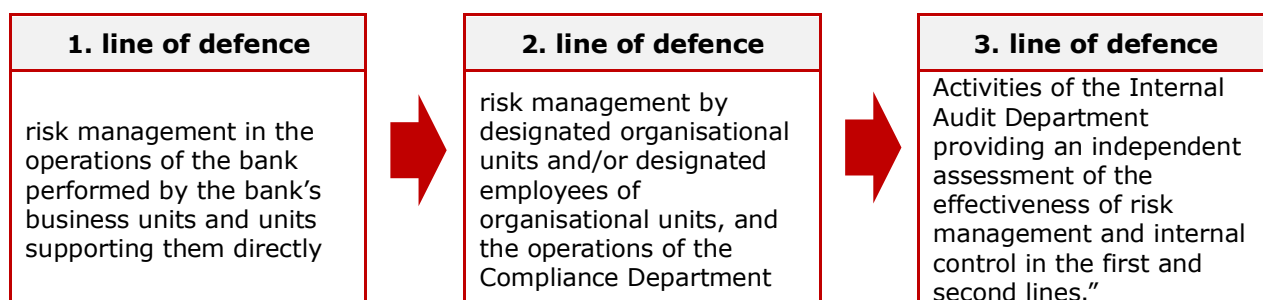 1. line of defence
risk management in the
operations of the bank
performed by the bank’s
business units and units
supporting them directly
2. line of defence
risk management by
designated organisational
units and/or designated
employees of
organisational units, and
the operations of the
Compliance Department
3. line of defence
Activities of the Internal
Audit Department
providing an independent
assessment of the
effectiveness of risk
management and internal
control in the first and
second lines.”